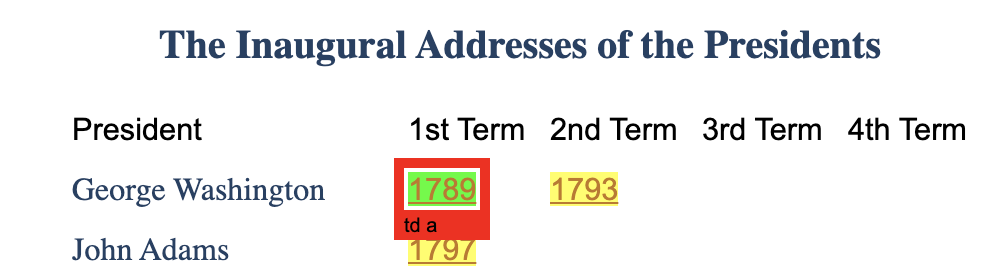 The Inaugural Addresses of the Presidents
President 1st Term 2nd Term 3rd Term 4th Term
George Washington 1789 1793
td a
John Adams 1797